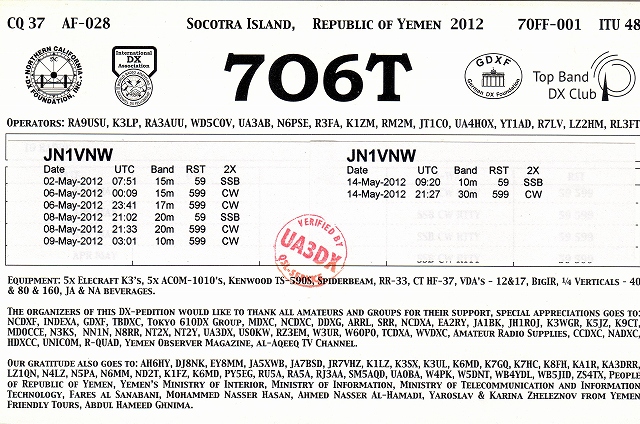 CQ 37 AF-028 Socotra Island, Republic of Yemen 2012 70FF-001 ITU 48
NORTHERN CALIFORNIA DX FOUNDATION, INC.
International DX Association
7O6T
GDXF
German DX Foundation
Top Band DX Club
Operators: RA9USU, K3LP, RA3AUU, WD5COV, UA3AB, N6PSE, R3FA, K1ZM, RM2M, JT1CO, UA4HOX, YT1AD, R7LV, LZ2HM, RL3FT
JN1VNW
Date UTC Band RST 2X
02-May-2012 07:51 15m 59 SSB
06-May-2012 00:09 15m 599 CW
06-May-2012 23:41 17m 599 CW
08-May-2012 21:02 20m 59 SSB
08-May-2012 21:33 20m 599 CW
09-May-2012 03:01 10m 599 CW
JN1VNW
Date UTC Band RST 2X
14-May-2012 09:20 10m 59 SSB
14-May-2012 21:27 30m 599 CW
VERIFIED BY
UA3DX
QSL-SERVICE
Equipment: 5x Elecraft K3's, 5x ACOM-1010's, Kenwood TS-590S, Spiderbeam, RR-33, CT HF-37, VDA's - 12&17, BigIR, ¼ Verticals - 40
& 80 & 160, JA & NA beverages.
The organizers of this DX-pedition would like to thank all amateurs and groups for their support, special appreciations goes to:
NCDXF, INDEXA, GDXF, TBDXC, Tokyo 610DX Group, MDXC, NCDXC, DDXG, ARRL, SRR, NCDXA, EA2RY, JA1BK, JH1ROJ, K3WGR, K5JZ, K9CT,
MD0CCE, N3KS, NN1N, N8RR, NT2X, NT2Y, UA3DX, US0KW, RZ3EM, W3UR, W6OPO, TCDXA, WVDXC, Amateur Radio Supplies, CCDXC, NADXC,
HDXCC, UNICOM, R-QUAD, Yemen Observer Magazine, al-Aqeeq TV Channel.
Our gratitude also goes to: AH6HY, DJ8NK, EY8MM, JA5XWB, JA7BSD, JR7VHZ, K1LZ, K3SX, K3UL, K6MD, K7GQ, K7HC, K8FH, KA1R, KA3DRR,
LZ1QN, N4LZ, N5PA, N6MM, ND2T, K1FZ, K6MD, PY5EG, RU5A, RA5A, RJ3AA, SM5AQD, UA0BA, W4PK, W5DNT, WB4YDL, WB5JID, ZS4TX, People
of Republic of Yemen, Yemen's Ministry of Interior, Ministry of Information, Ministry of Telecommunication and Information
Technology, Fares al Sanabani, Mohammed Nasser Hasan, Ahmed Nasser Al-Hamadi, Yaroslav & Karina Zheleznov from Yemen
Friendly Tours, Abdul Hameed Ghnima.